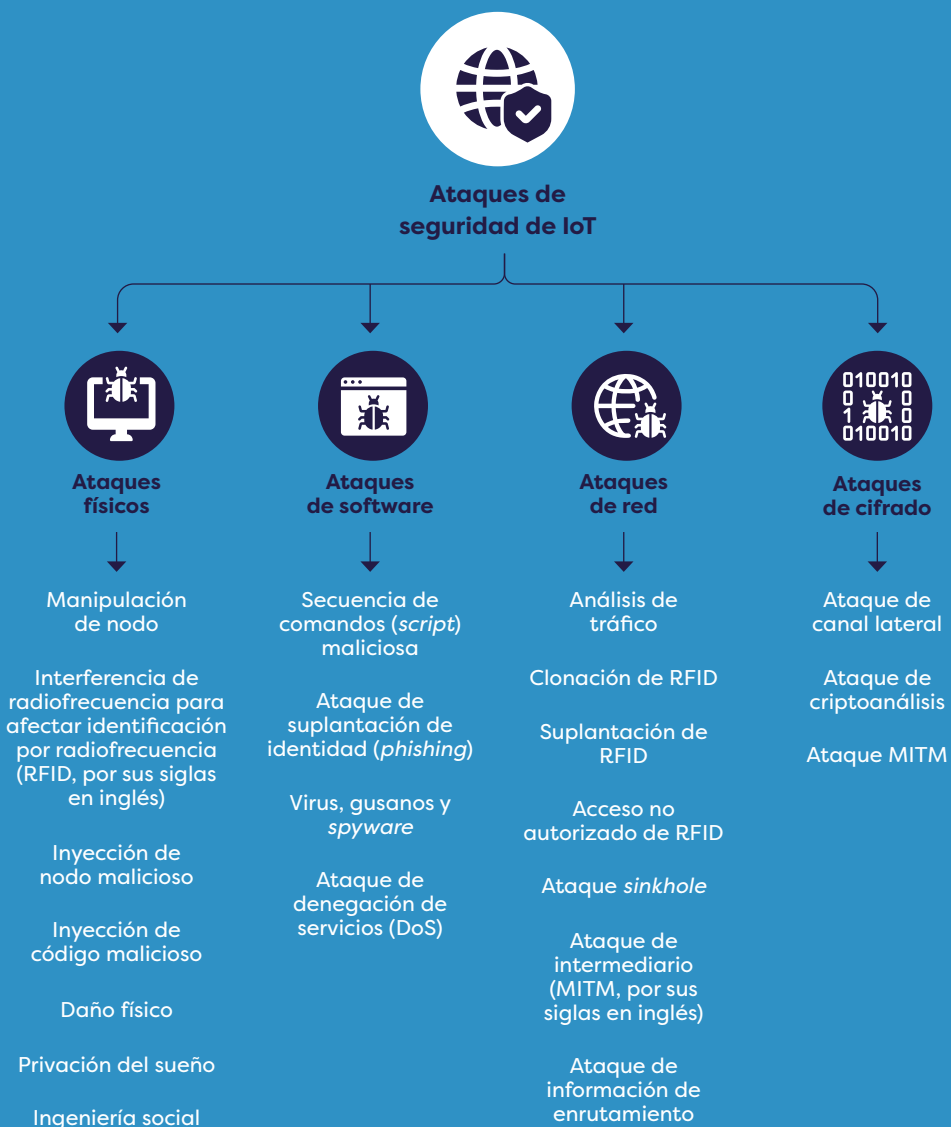 Ataques de
seguridad de IoT
Ataques
físicos
Manipulación
de nodo
Interferencia de
radiofrecuencia para
afectar identificación
por radiofrecuencia
(RFID, por sus siglas
en inglés)
Inyección de
nodo malicioso
Inyección de
código malicioso
Daño físico
Privación del sueño
Ingeniería social
Ataques
de software
Secuencia de
comandos (script)
maliciosa
Ataque de
suplantación de
identidad (phishing)
Virus, gusanos y
spyware
Ataque de
denegación de
servicios (DoS)
Ataques
de red
Análisis de
tráfico
Clonación de RFID
Suplantación de
RFID
Acceso no
autorizado de RFID
Ataque sinkhole
Ataque de
intermediario
(MITM, por sus
siglas en inglés)
Ataque de
información de
enrutamiento
010010
0 0
1 0
010010
Ataques
de cifrado
Ataque de
canal lateral
Ataque de
criptoanálisis
Ataque MITM